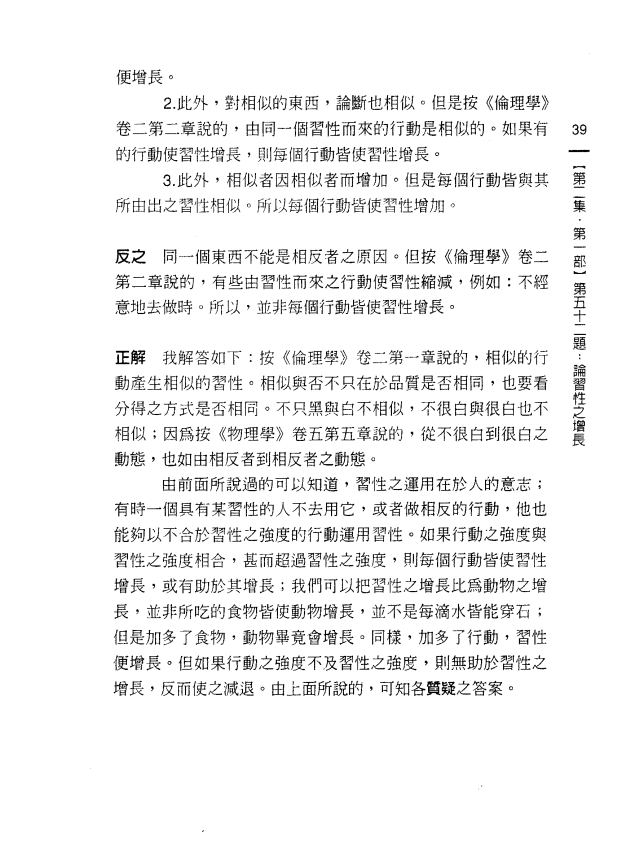 便增長。
2.此外，對相似的東西，論斷也相似。但是按《倫理學》
卷二第二章說的，由同一個習性而來的行動是相似的。如果有
的行動使習性增長，則每個行動皆使習性增長。
3.此外，相似者因相似者而增加。但是每個行動皆與其
所由出之習性相似。所以每個行動皆使習性增加。
反之　同一個東西不能是相反者之原因。但按《倫理學》卷二
第二章說的，有些由習性而來之行動使習性縮減，例如：不經
意地去做時。所以，並非每個行動皆使習性增長。
正解　我解答如下：按《倫理學》卷二第一章說的，相似的行
動產生相似的習性。相似與否不只在於品質是否相同，也要看
分得之方式是否相同。不只黑與白不相似，不很白與很白也不
相似；因爲按《物理學》卷五第五章說的，從不很白到很白之
動態，也如由相反者到相反者之動態。
由前面所說過的可以知道，習性之運用在於人的意志；
有時一個具有某習性的人不去用它，或者做相反的行動，他也
能夠以不合於習性之強度的行動運用習性。如果行動之強度與
習性之強度相合，甚而超過習性之強度，則每個行動皆使習性
增長，或有助於其增長；我們可以把習性之增長比爲動物之增
長，並非所吃的食物皆使動物增長，並不是每滴水皆能穿石；
但是加多了食物，動物畢竟會增長。同樣，加多了行動，習性
便增長。但如果行動之強度不及習性之強度，則無助於習性之
增長，反而使之減退。由上面所說的，可知各質疑之答案。
39
【第二集·第一部】第五十二題：論習性之增長